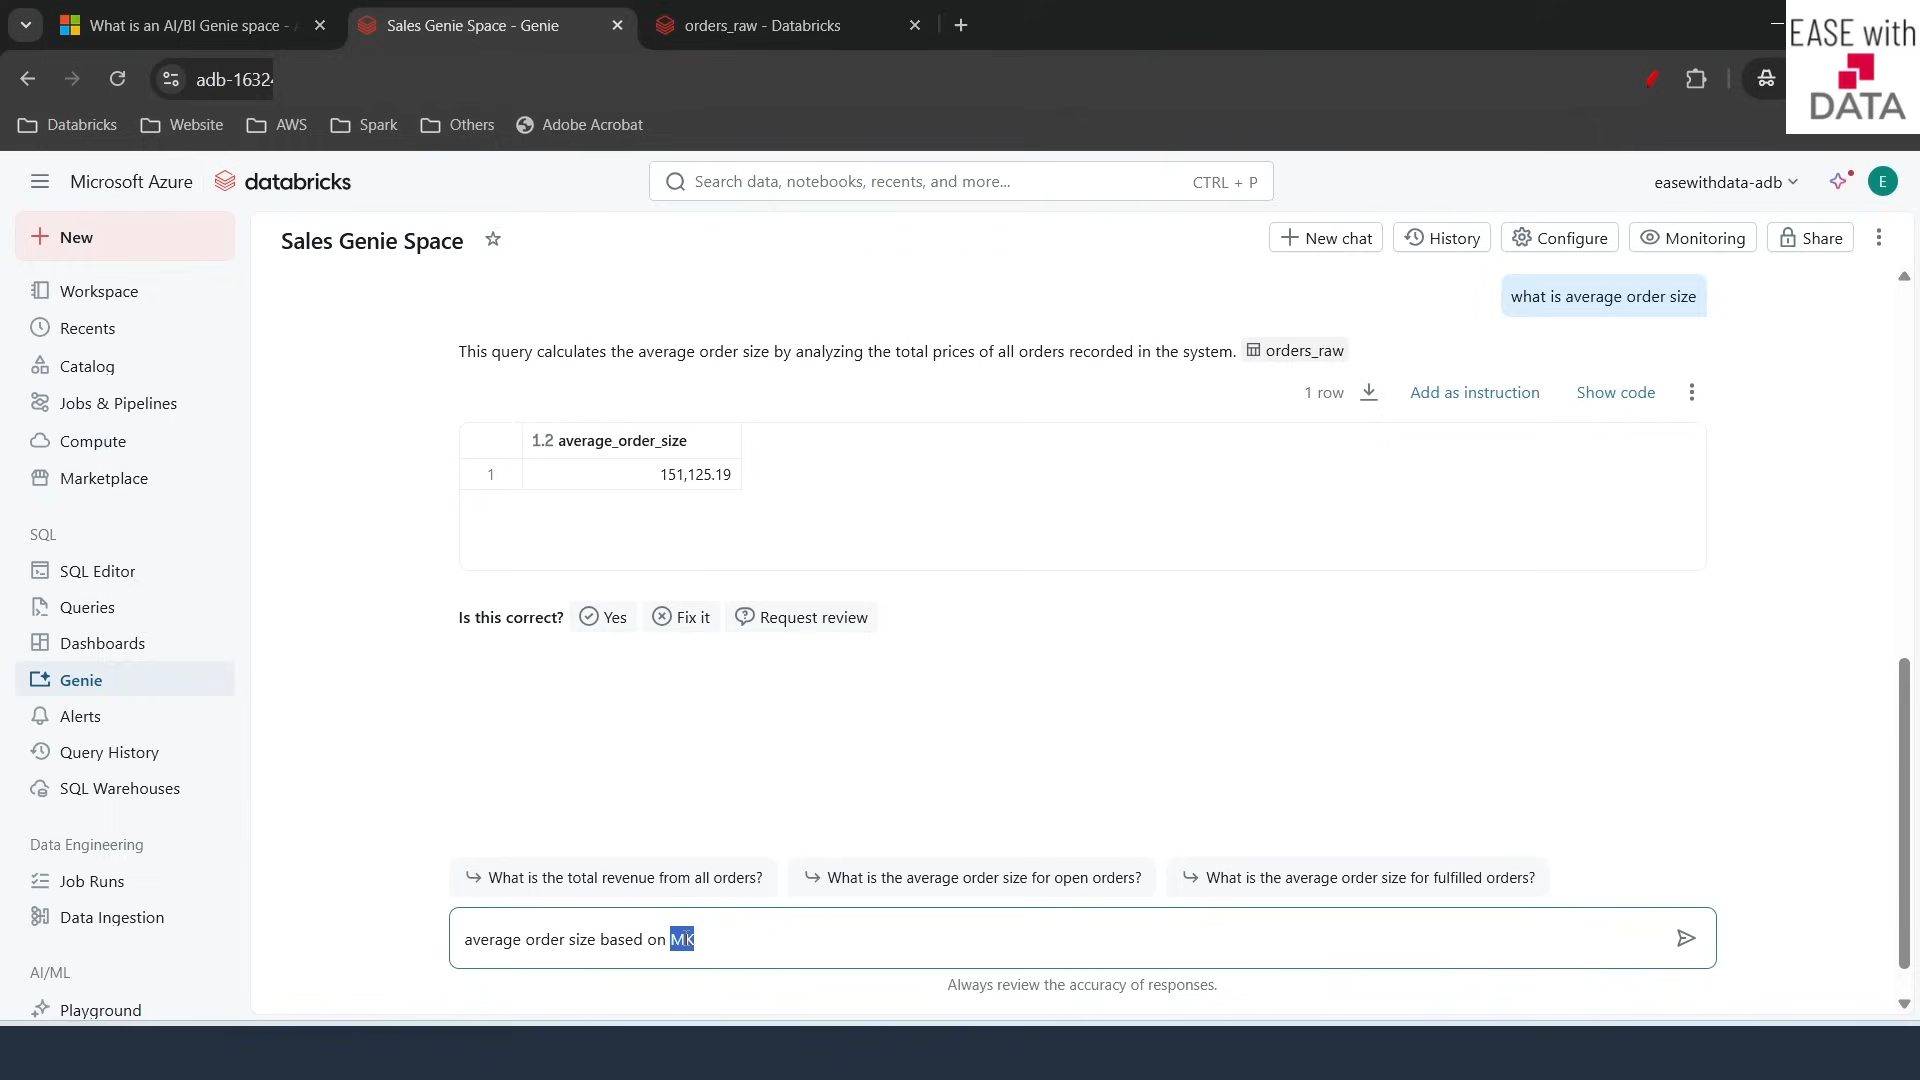 What is an AI/BI Genie space -
Sales Genie Space - Genie
orders_raw - Databricks
EASE with
DATA
adb-1632
Databricks
Website
AWS
Spark
Others
Adobe Acrobat
Microsoft Azure
databricks
Search data, notebooks, recents, and more...
CTRL + P
easewithdata-adb
E
New
Sales Genie Space
New chat
History
Configure
Monitoring
Share
Workspace
Recents
Catalog
Jobs & Pipelines
Compute
Marketplace
SQL
SQL Editor
Queries
Dashboards
Genie
Alerts
Query History
SQL Warehouses
Data Engineering
Job Runs
Data Ingestion
AI/ML
Playground
what is average order size
This query calculates the average order size by analyzing the total prices of all orders recorded in the system. orders_raw
1 row
Add as instruction
Show code
1.2 average_order_size
1 151,125.19
Is this correct? Yes Fix it Request review
What is the total revenue from all orders?
What is the average order size for open orders?
What is the average order size for fulfilled orders?
average order size based on MK
Always review the accuracy of responses.